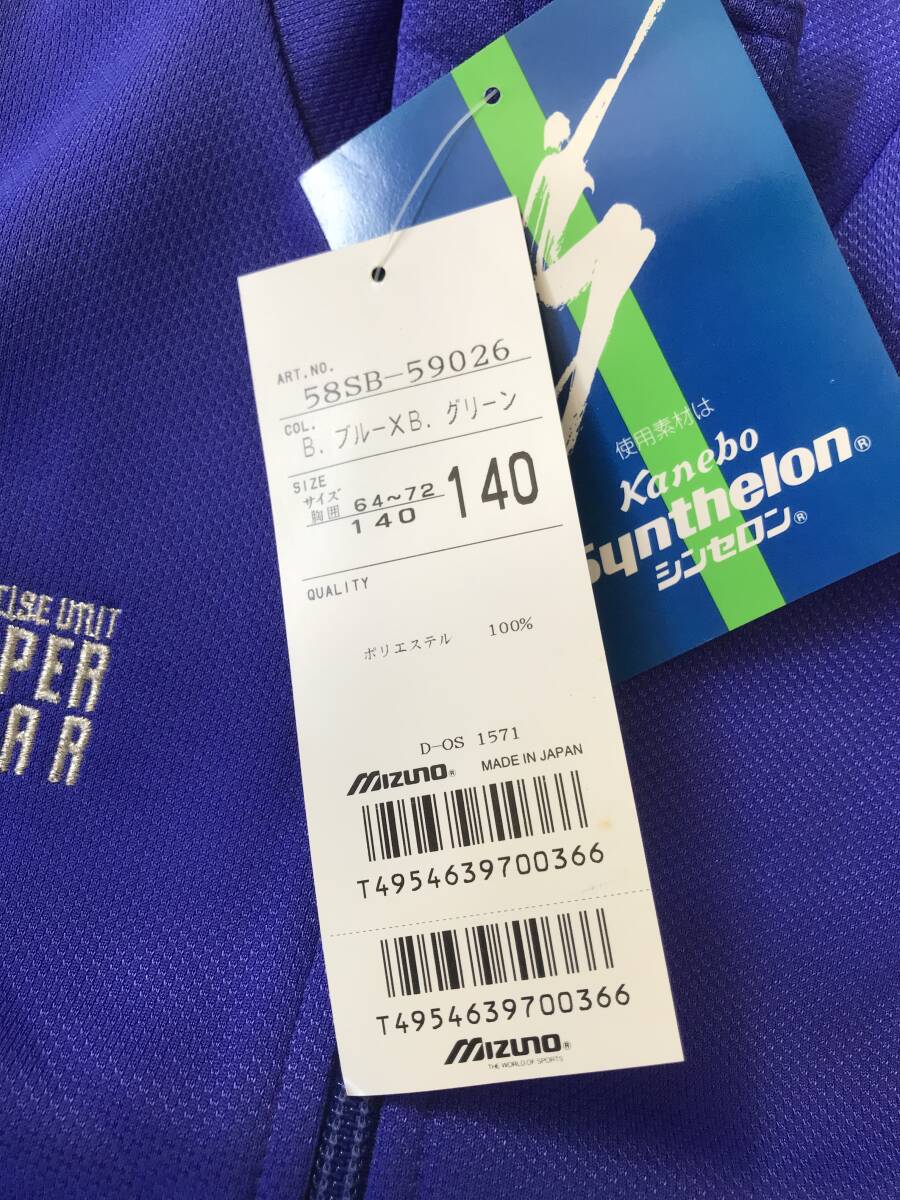 ART.NO. 58SB-59026
COL. B. ブルー×B. グリーン
SIZE
サイズ
胸囲 64~72 140
140
QUALITY
ポリエステル 100%
D-OS 1571
MIZUNO® MADE IN JAPAN
T4954639700366
T4954639700366
MIZUNO®
THE WORLD OF SPORTS
使用素材は
Kanebo
Synthelon®
シンセロン®
UNIT